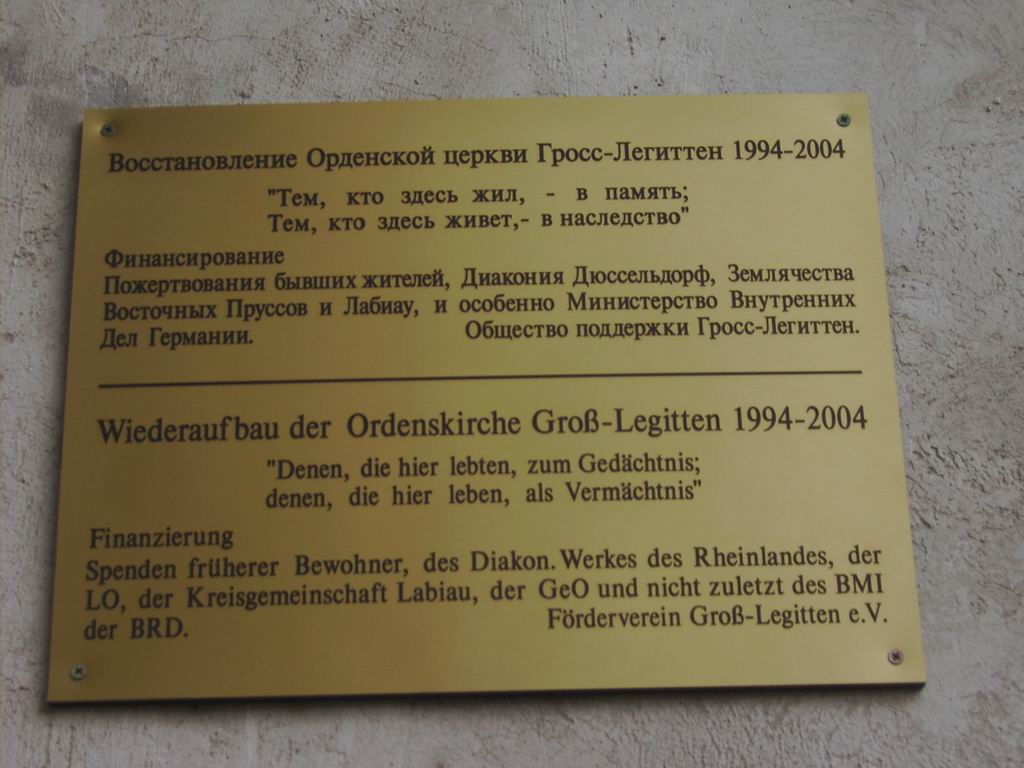 Восстановление Орденской церкви Гросс-Легиттен 1994-2004
"Тем, кто здесь жил, - в память;
Тем, кто здесь живет,- в наследство"
Финансирование
Пожертвования бывших жителей, Диакония Дюссельдорф, Землячества
Восточных Пруссов и Лабиау, и особенно Министерство Внутренних
Дел Германии. Общество поддержки Гросс-Легиттен.
Wiederaufbau der Ordenskirche Groß-Legitten 1994-2004
"Denen, die hier lebten, zum Gedächtnis;
denen, die hier leben, als Vermächtnis"
Finanzierung
Spenden früherer Bewohner, des Diakon. Werkes des Rheinlandes, der
LO, der Kreisgemeinschaft Labiau, der GeO und nicht zuletzt des BMI
der BRD. Förderverein Groß-Legitten e.V.